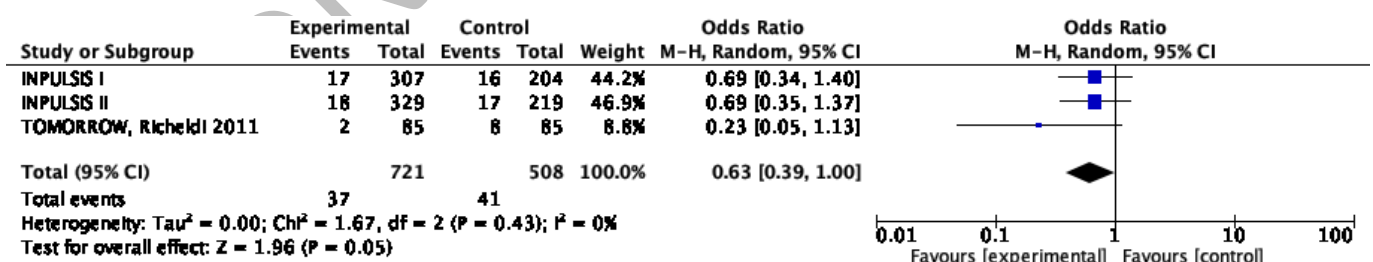 Experimental Control Odds Ratio Odds Ratio
Study or Subgroup Events Total Events Total Weight M-H, Random, 95% CI M-H, Random, 95% CI
INPULSIS I 17 307 16 204 44.2% 0.69 [0.34, 1.40]
INPULSIS II 18 329 17 219 46.9% 0.69 [0.35, 1.37]
TOMORROW, Richeldi 2011 2 85 8 85 8.8% 0.23 [0.05, 1.13]
Total (95% CI) 721 508 100.0% 0.63 [0.39, 1.00]
Total events 37 41
Heterogeneity: Tau² = 0.00; Chi² = 1.67, df = 2 (P = 0.43); I² = 0%
Test for overall effect: Z = 1.96 (P = 0.05)
0.01 0.1 1 10 100
Favours [experimental] Favours [control]